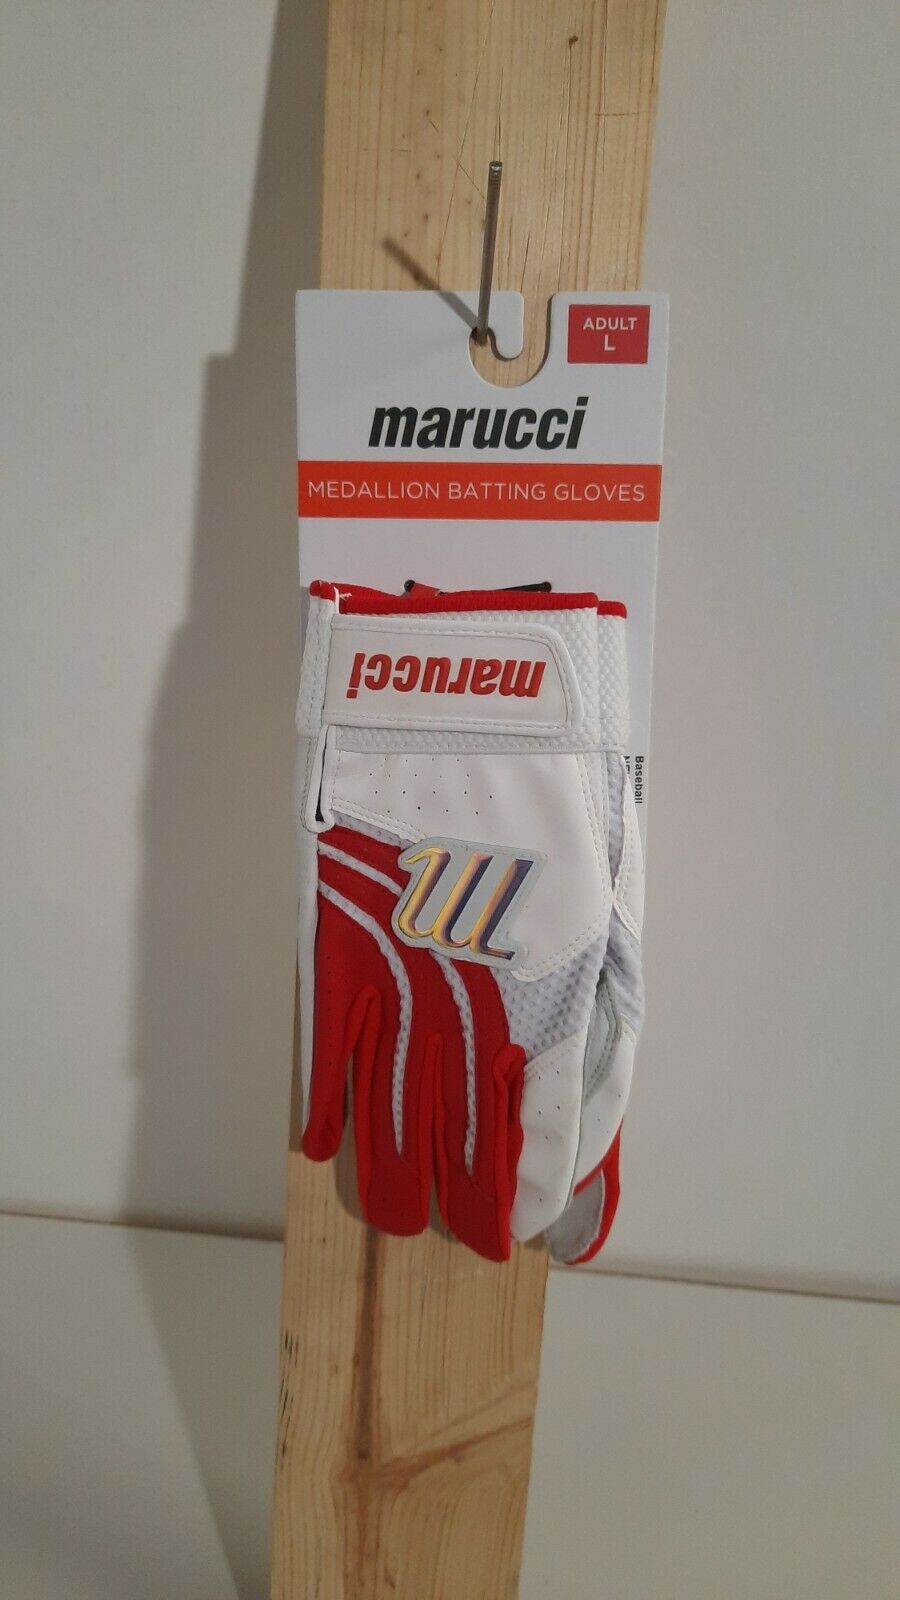 ADULT
L
marucci
MEDALLION BATTING GLOVES
marucci
m
Baseball